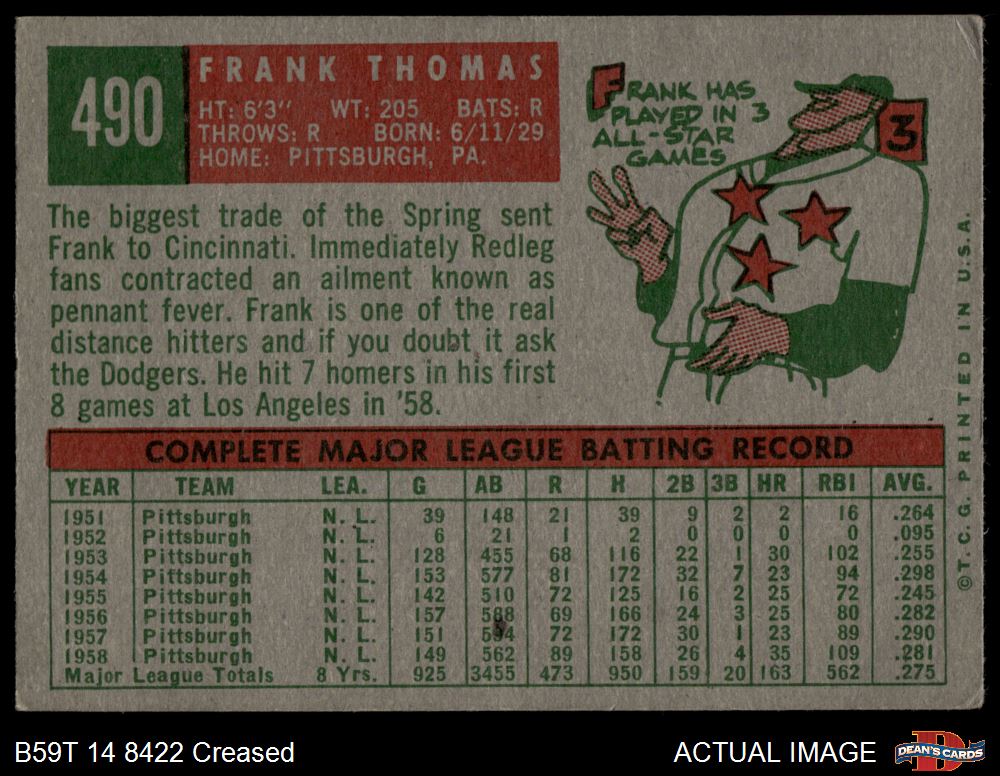 490
FRANK THOMAS
HT: 6'3" WT: 205 BATS: R
THROWS: R BORN: 6/11/29
HOME: PITTSBURGH, PA.
FRANK HAS
PLAYED IN 3
ALL-STAR
GAMES
3
The biggest trade of the Spring sent
Frank to Cincinnati. Immediately Redleg
fans contracted an ailment known as
pennant fever. Frank is one of the real
distance hitters and if you doubt it ask
the Dodgers. He hit 7 homers in his first
8 games at Los Angeles in '58.
COMPLETE MAJOR LEAGUE BATTING RECORD
YEAR TEAM LEA. G AB R H 2B 3B HR RBI AVG.
1951 Pittsburgh N. L. 39 148 21 39 9 2 2 16 .264
1952 Pittsburgh N. L. 6 21 1 2 0 0 0 0 .095
1953 Pittsburgh N. L. 128 455 68 116 22 1 30 102 .255
1954 Pittsburgh N. L. 153 577 81 172 32 7 23 94 .298
1955 Pittsburgh N. L. 142 510 72 125 16 2 25 72 .245
1956 Pittsburgh N. L. 157 588 69 166 24 3 25 80 .282
1957 Pittsburgh N. L. 151 594 72 172 30 1 23 89 .290
1958 Pittsburgh N. L. 149 562 89 158 26 4 35 109 .281
Major League Totals 8 Yrs. 925 3455 473 950 159 20 163 562 .275
©T.C.G. PRINTED IN U.S.A.
B59T 14 8422 Creased
ACTUAL IMAGE
D
DEAN'S CARDS